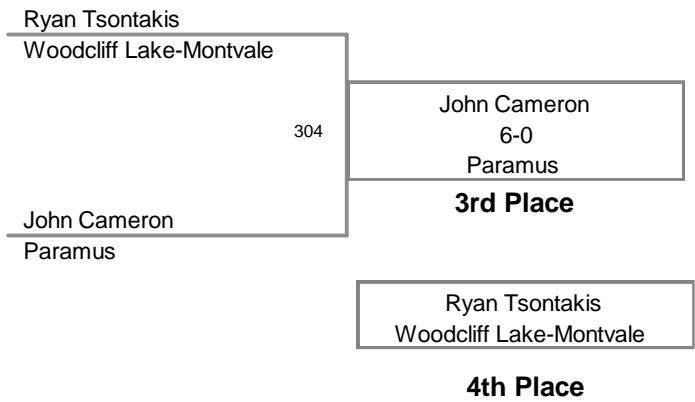 Ryan Tsontakis
Woodcliff Lake-Montvale
304
John Cameron
6-0
Paramus
3rd Place
John Cameron
Paramus
Ryan Tsontakis
Woodcliff Lake-Montvale
4th Place